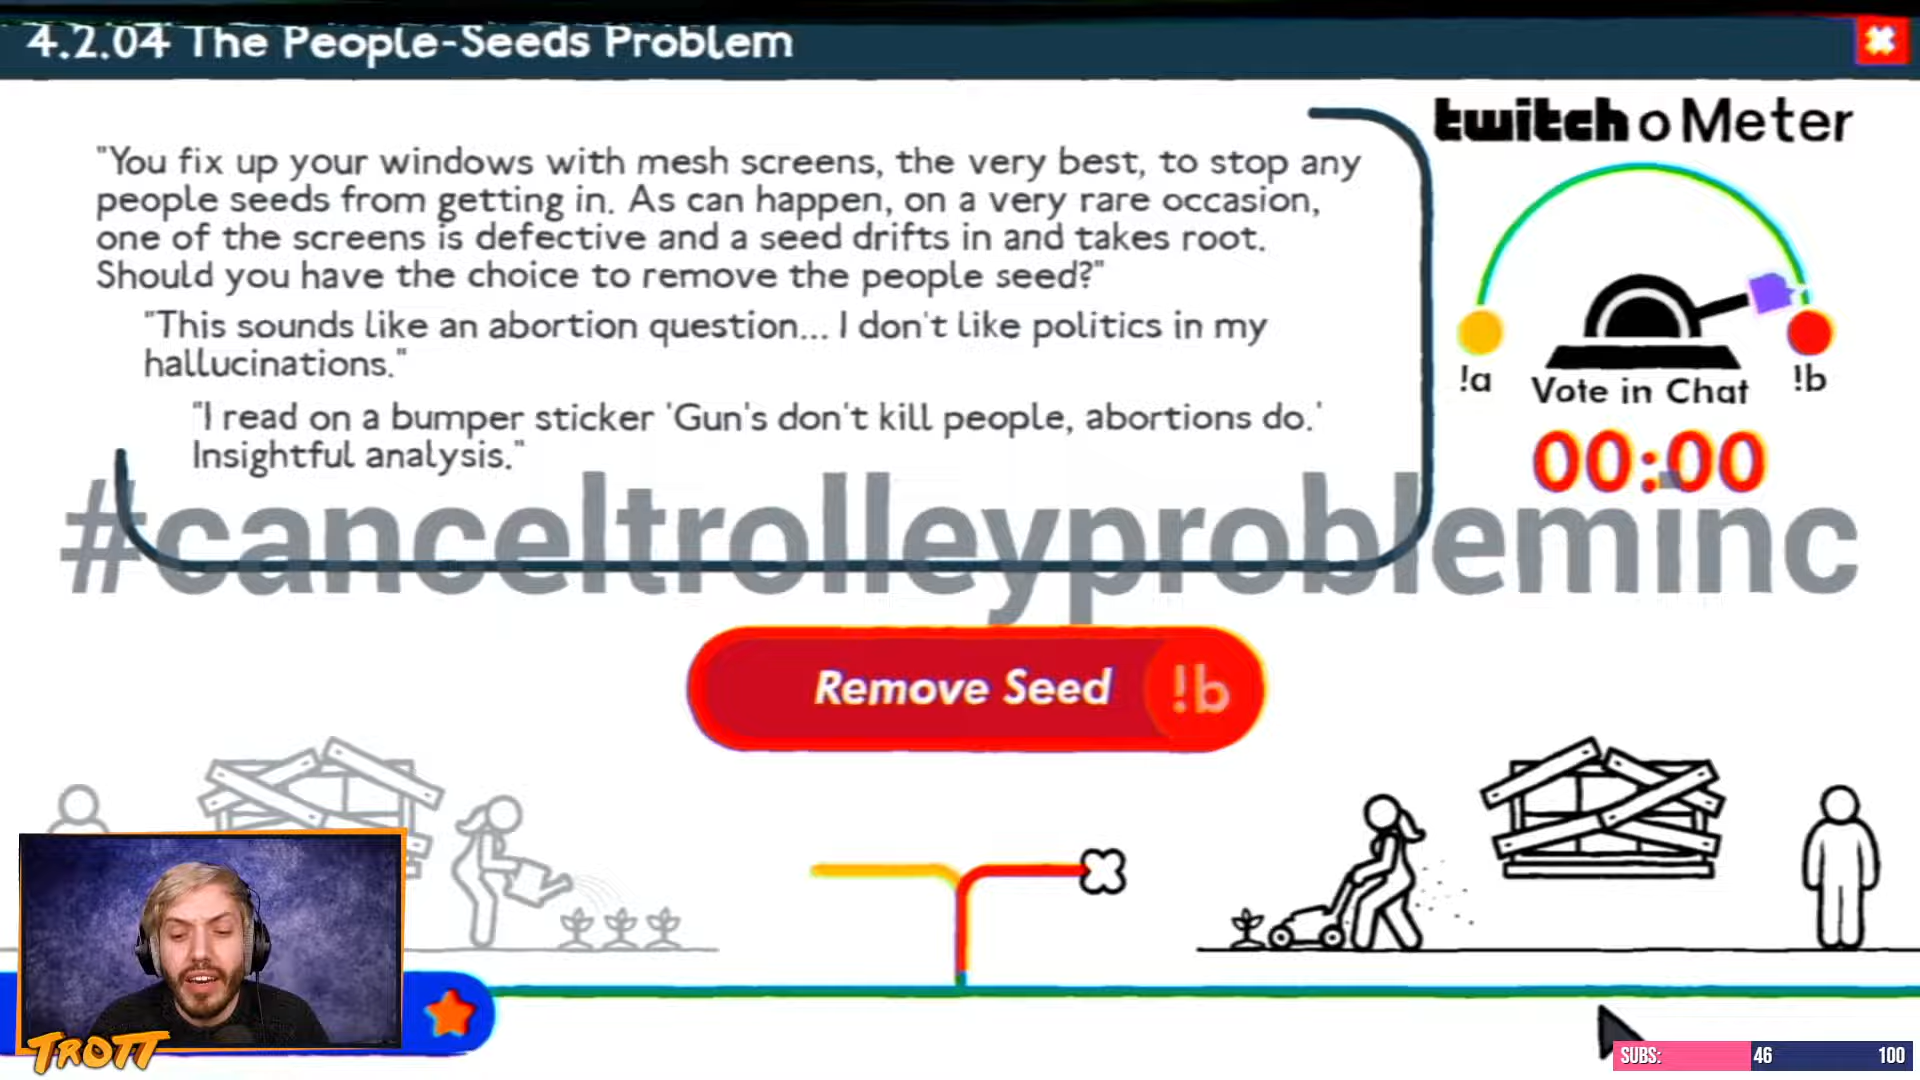 4.2.04 The People-Seeds Problem
"You fix up your windows with mesh screens, the very best, to stop any
people seeds from getting in. As can happen, on a very rare occasion,
one of the screens is defective and a seed drifts in and takes root.
Should you have the choice to remove the people seed?"
"This sounds like an abortion question... I don't like politics in my
hallucinations."
"I read on a bumper sticker 'Gun's don't kill people, abortions do.'
Insightful analysis."
twitch o Meter
!a
Vote in Chat
!b
00:00
#canceltrolleyprobleminc
Remove Seed !b
TROTT
SUBS: 46 100